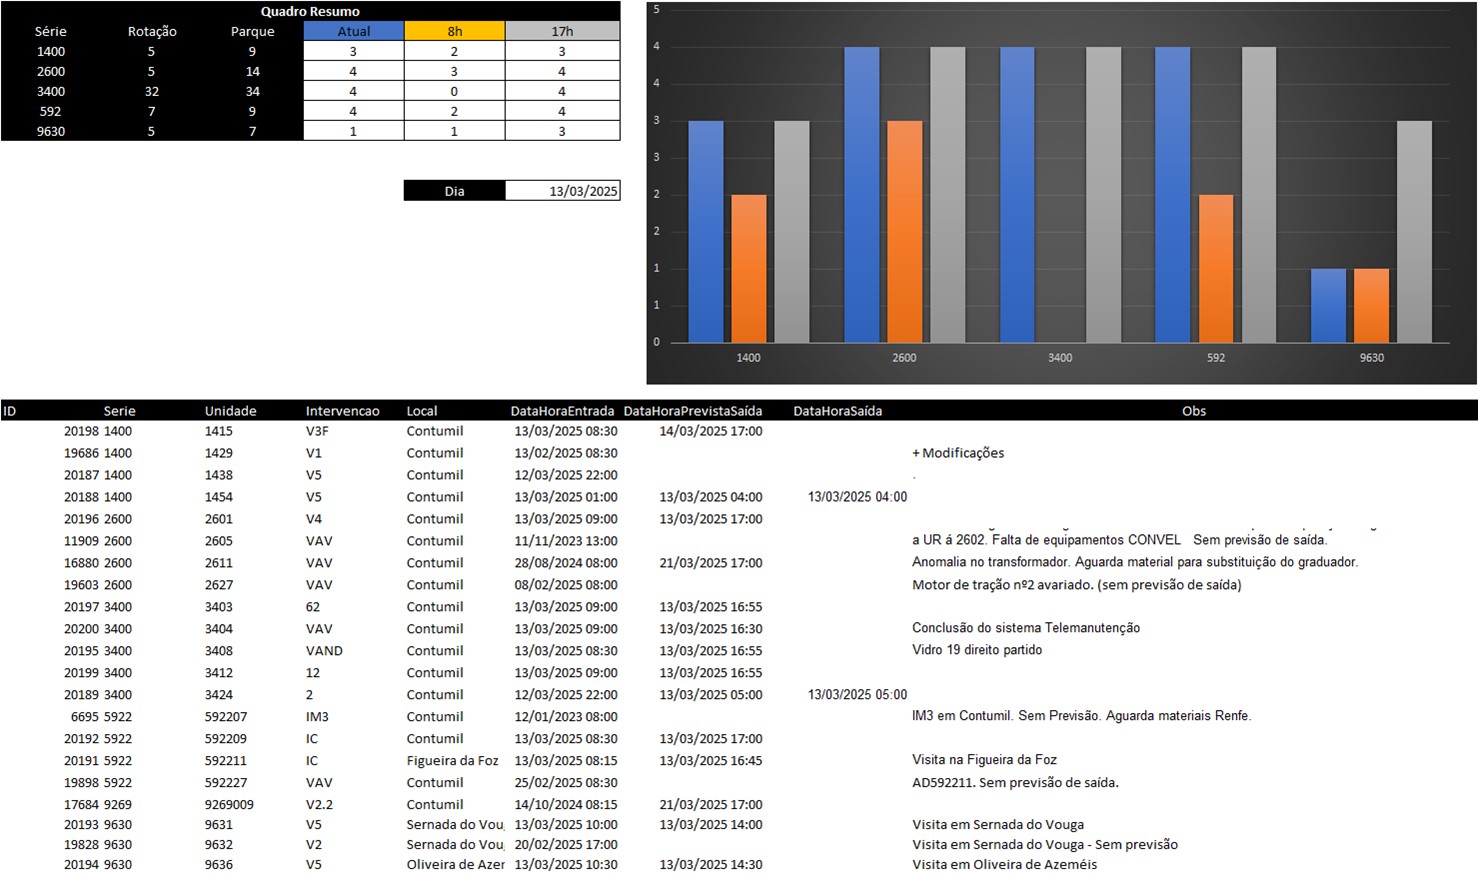 Quadro Resumo
Série Rotação Parque Atual 8h 17h
1400 5 9 3 2 3
2600 5 14 4 3 4
3400 32 34 4 0 4
592 7 9 4 2 4
9630 5 7 1 1 3
Dia 13/03/2025
5
4
4
3
3
2
2
1
1
0
1400 2600 3400 592 9630
ID Serie Unidade Intervencao Local DataHoraEntrada DataHoraPrevistaSaída DataHoraSaída Obs
20198 1400 1415 V3F Contumil 13/03/2025 08:30 14/03/2025 17:00
19686 1400 1429 V1 Contumil 13/02/2025 08:30 + Modificações
20187 1400 1438 V5 Contumil 12/03/2025 22:00 .
20188 1400 1454 V5 Contumil 13/03/2025 01:00 13/03/2025 04:00 13/03/2025 04:00
20196 2600 2601 V4 Contumil 13/03/2025 09:00 13/03/2025 17:00
11909 2600 2605 VAV Contumil 11/11/2023 13:00 a UR á 2602. Falta de equipamentos CONVEL Sem previsão de saída.
16880 2600 2611 VAV Contumil 28/08/2024 08:00 21/03/2025 17:00 Anomalia no transformador. Aguarda material para substituição do graduador.
19603 2600 2627 VAV Contumil 08/02/2025 08:00 Motor de tração nº2 avariado. (sem previsão de saída)
20197 3400 3403 62 Contumil 13/03/2025 09:00 13/03/2025 16:55
20200 3400 3404 VAV Contumil 13/03/2025 09:00 13/03/2025 16:30 Conclusão do sistema Telemanutenção
20195 3400 3408 VAND Contumil 13/03/2025 08:30 13/03/2025 16:55 Vidro 19 direito partido
20199 3400 3412 12 Contumil 13/03/2025 09:00 13/03/2025 16:55
20189 3400 3424 2 Contumil 12/03/2025 22:00 13/03/2025 05:00 13/03/2025 05:00
6695 5922 592207 IM3 Contumil 12/01/2023 08:00 IM3 em Contumil. Sem Previsão. Aguarda materiais Renfe.
20192 5922 592209 IC Contumil 13/03/2025 08:30 13/03/2025 17:00
20191 5922 592211 IC Figueira da Foz 13/03/2025 08:15 13/03/2025 16:45 Visita na Figueira da Foz
19898 5922 592227 VAV Contumil 25/02/2025 08:30 AD592211. Sem previsão de saída.
17684 9269 9269009 V2.2 Contumil 14/10/2024 08:15 21/03/2025 17:00
20193 9630 9631 V5 Sernada do Vou 13/03/2025 10:00 13/03/2025 14:00 Visita em Sernada do Vouga
19828 9630 9632 V2 Sernada do Vou 20/02/2025 17:00 Visita em Sernada do Vouga - Sem previsão
20194 9630 9636 V5 Oliveira de Azer 13/03/2025 10:30 13/03/2025 14:30 Visita em Oliveira de Azeméis